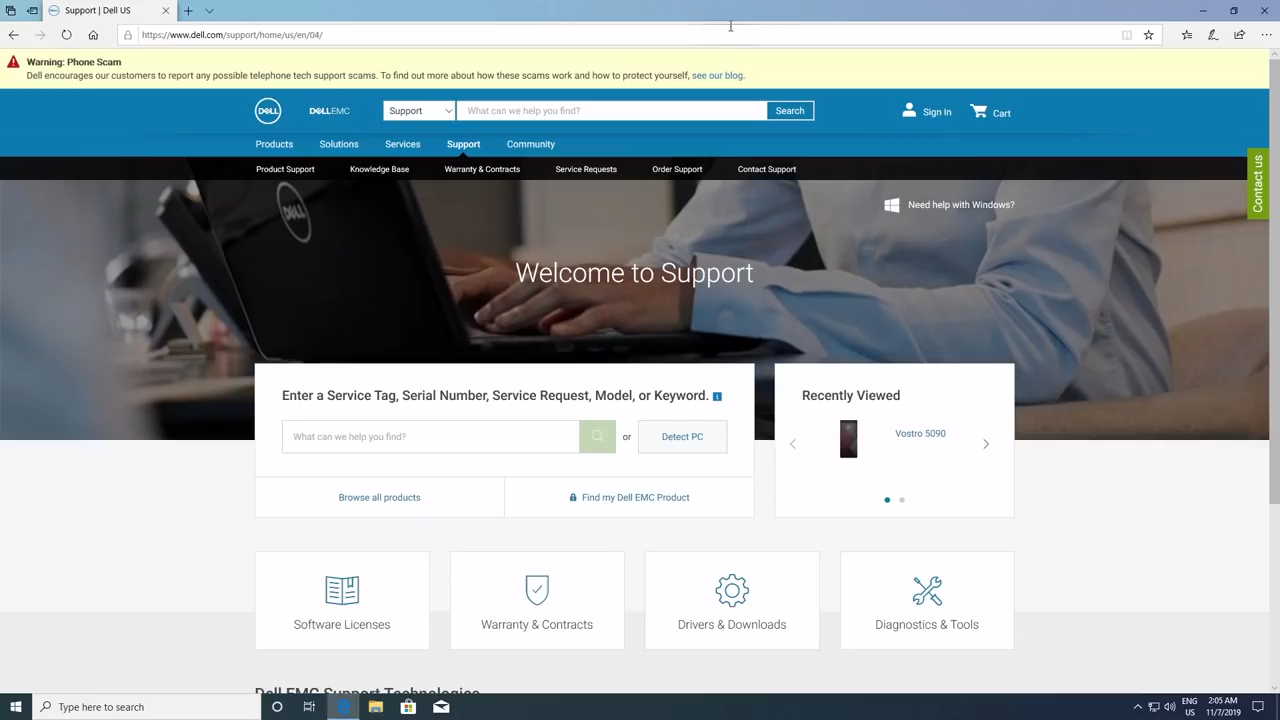 Support | Dell US
https://www.dell.com/support/home/us/en/04/
Warning: Phone Scam
Dell encourages our customers to report any possible telephone tech support scams. To find out more about how these scams work and how to protect yourself, see our blog.
DELL
DELLEMC
Support
What can we help you find?
Search
Sign In
Cart
Products
Solutions
Services
Support
Community
Contact us
Product Support
Knowledge Base
Warranty & Contracts
Service Requests
Order Support
Contact Support
DELL
Need help with Windows?
Welcome to Support
Enter a Service Tag, Serial Number, Service Request, Model, or Keyword.
What can we help you find?
or
Detect PC
Browse all products
Find my Dell EMC Product
Recently Viewed
Vostro 5090
Software Licenses
Warranty & Contracts
Drivers & Downloads
Diagnostics & Tools
Dell EMC Support Technologies
Type here to search
ENG
US
2:05 AM
11/7/2019